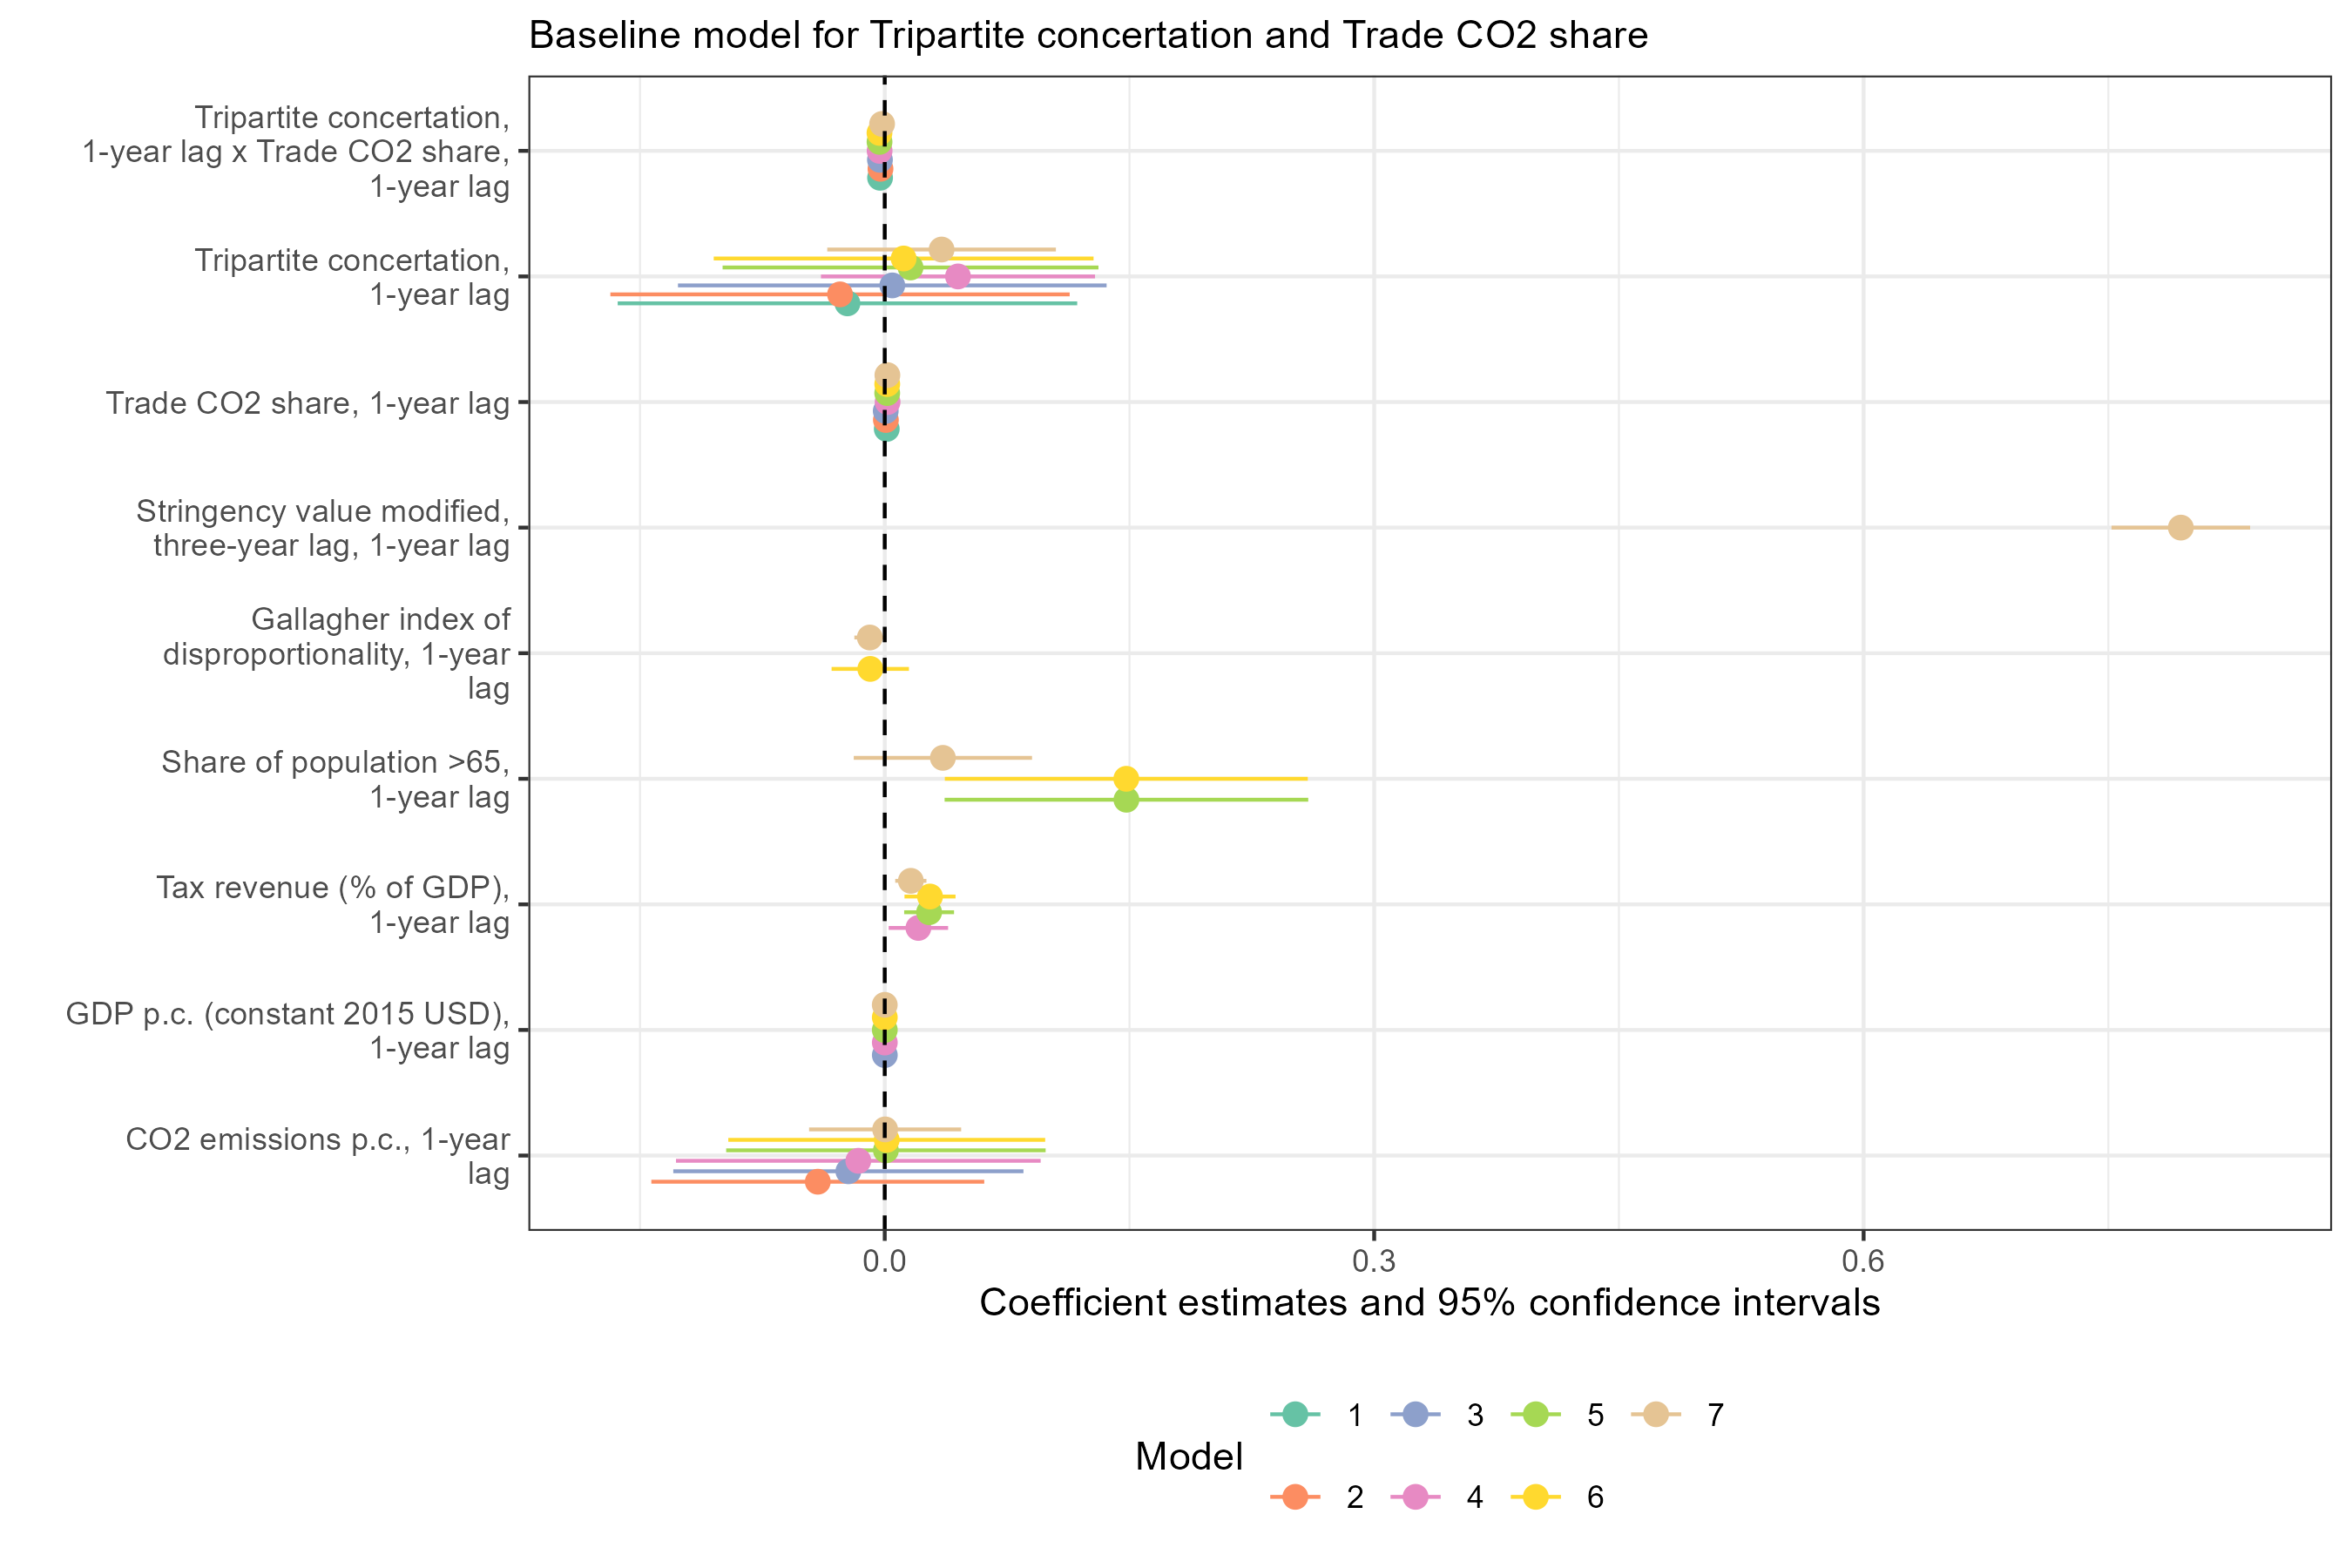 Baseline model for Tripartite concertation and Trade CO2 share
Tripartite concertation,
1-year lag x Trade CO2 share,
1-year lag
Tripartite concertation,
1-year lag
Trade CO2 share, 1-year lag
Stringency value modified,
three-year lag, 1-year lag
Gallagher index of
disproportionality, 1-year
lag
Share of population >65,
1-year lag
Tax revenue (% of GDP),
1-year lag
GDP p.c. (constant 2015 USD),
1-year lag
CO2 emissions p.c., 1-year
lag
0.0 0.3 0.6
Coefficient estimates and 95% confidence intervals
Model
1 3 5 7
2 4 6